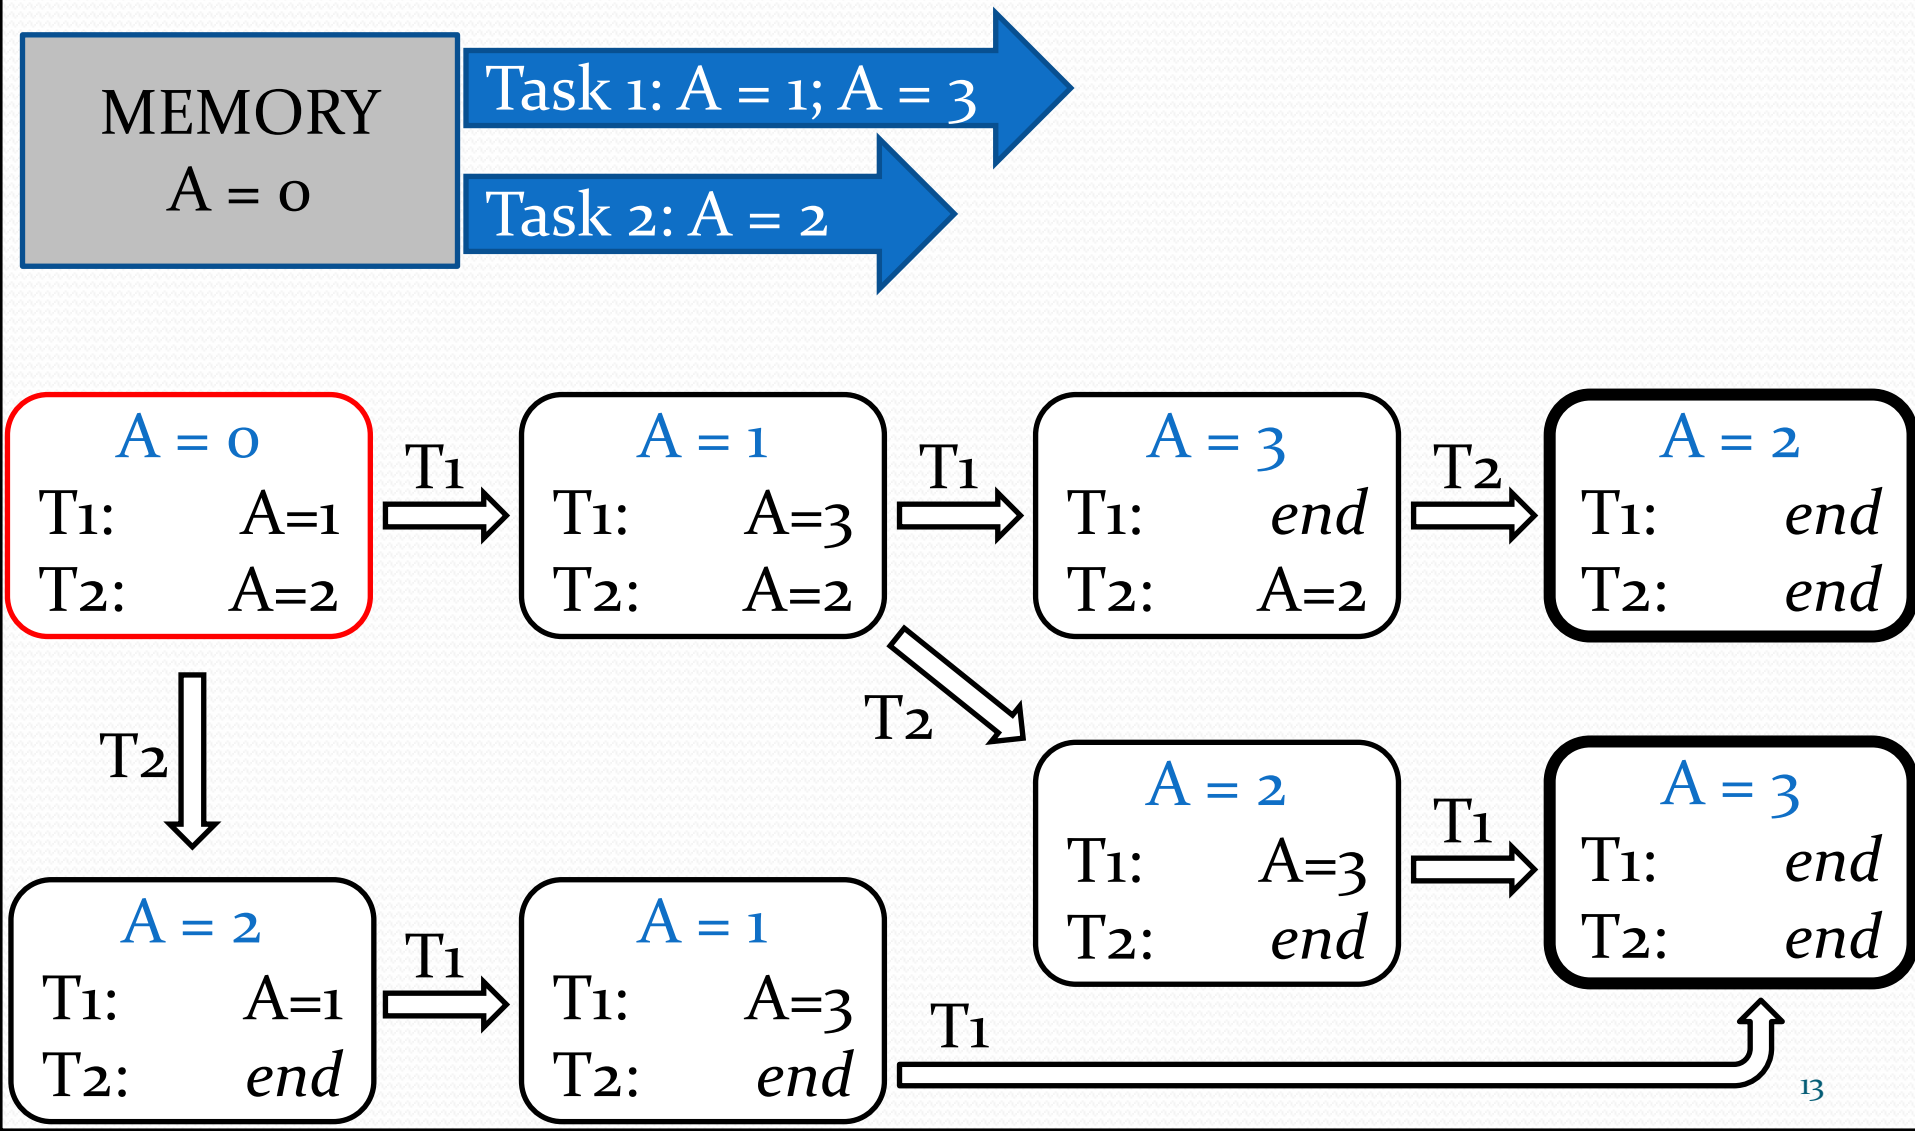 MEMORY
A = 0
Task 1: A = 1; A = 3
Task 2: A = 2
A = 0
T1: A=1
T2: A=2
T1
A = 1
T1: A=3
T2: A=2
T1
A = 3
T1: end
T2: A=2
T2
A = 2
T1: end
T2: end
T2
T2
A = 2
T1: A=3
T2: end
T1
A = 3
T1: end
T2: end
A = 2
T1: A=1
T2: end
T1
A = 1
T1: A=3
T2: end
T1
13